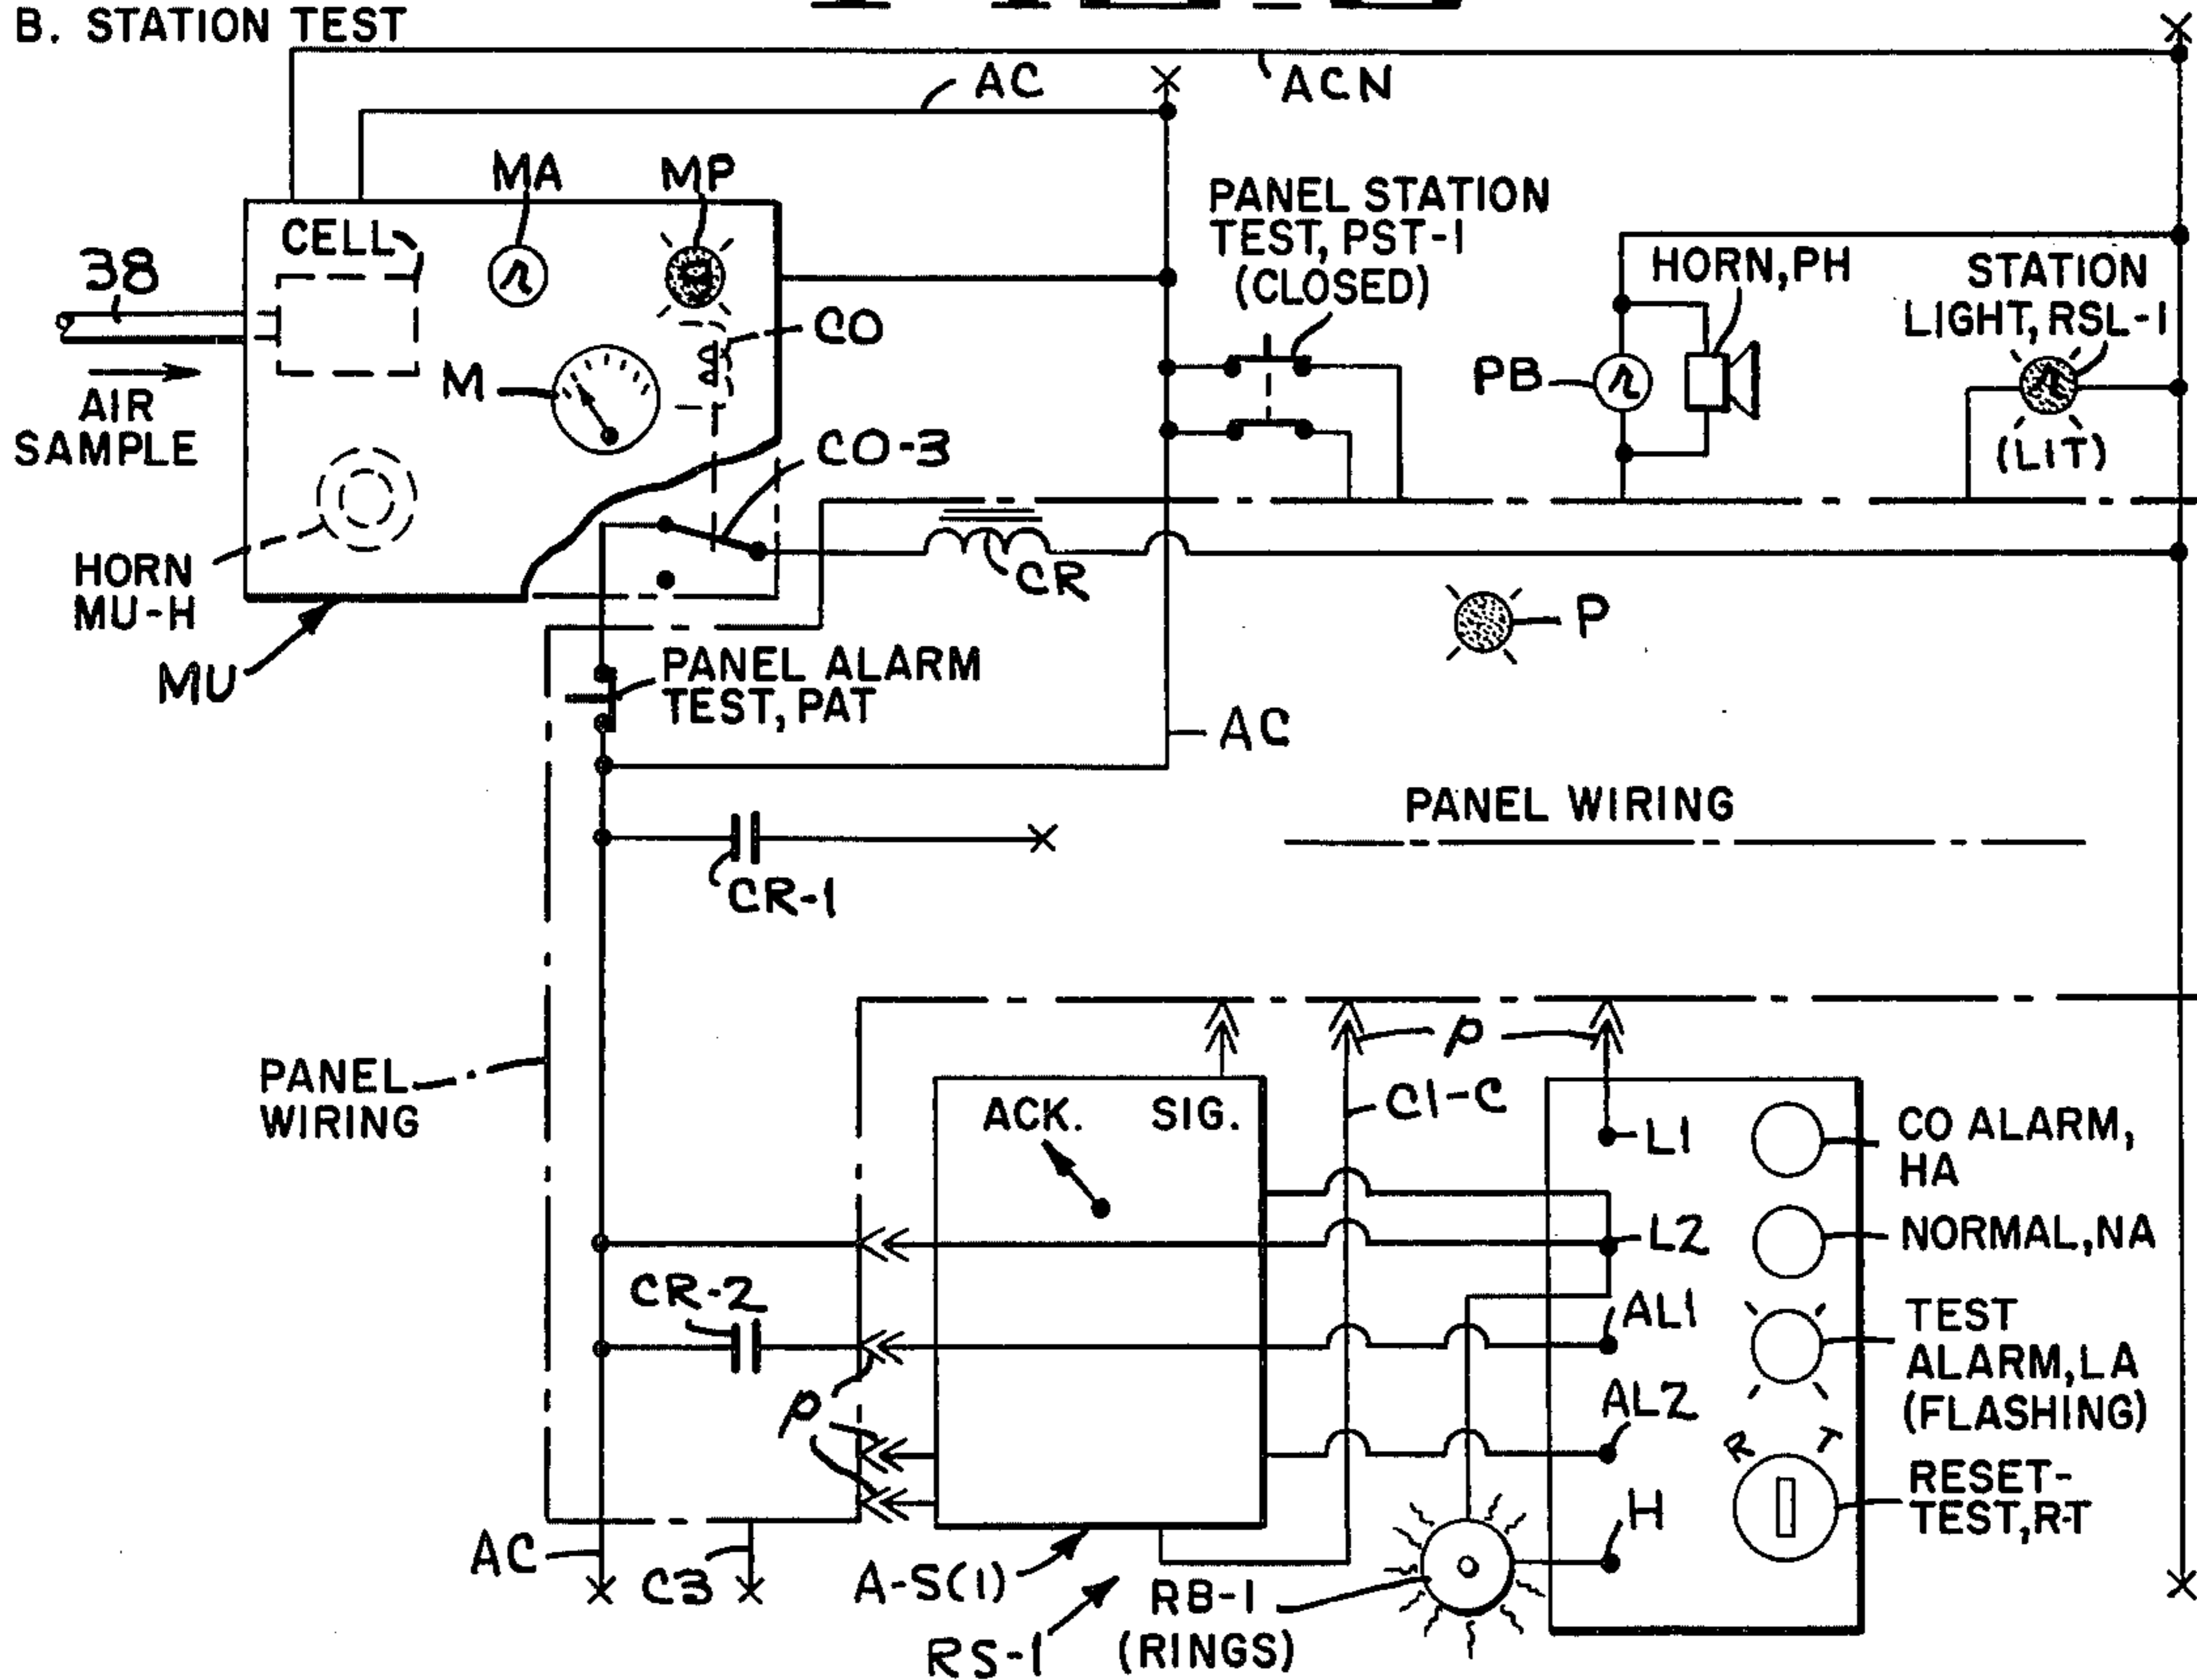 B. STATION TEST
AC
ACN
MA
MP
CELL
38
AIR
SAMPLE
M
CO
CO-3
HORN
MU-H
MU
PANEL STATION
TEST, PST-1
(CLOSED)
HORN, PH
STATION
LIGHT, RSL-1
PB
(LIT)
CR
P
PANEL ALARM
TEST, PAT
AC
PANEL WIRING
CR-1
PANEL
WIRING
P
C1-C
ACK. SIG.
L1
CO ALARM,
HA
L2
NORMAL, NA
CR-2
AL1
TEST
ALARM, LA
(FLASHING)
P
AL2
R T
RESET-
TEST, R-T
H
AC
C3
A-S(1)
RB-1
(RINGS)
RS-1